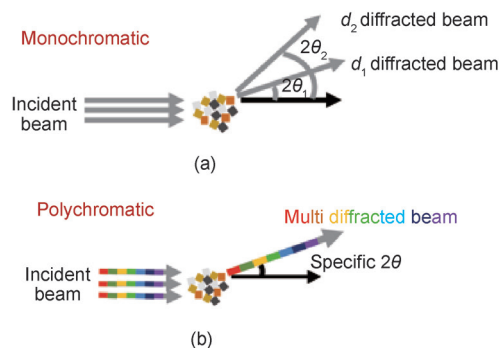 Monochromatic
d₂ diffracted beam
2θ₂
d₁ diffracted beam
2θ₁
Incident
beam
(a)
Polychromatic
Multi diffracted beam
Incident
beam
Specific 2θ
(b)